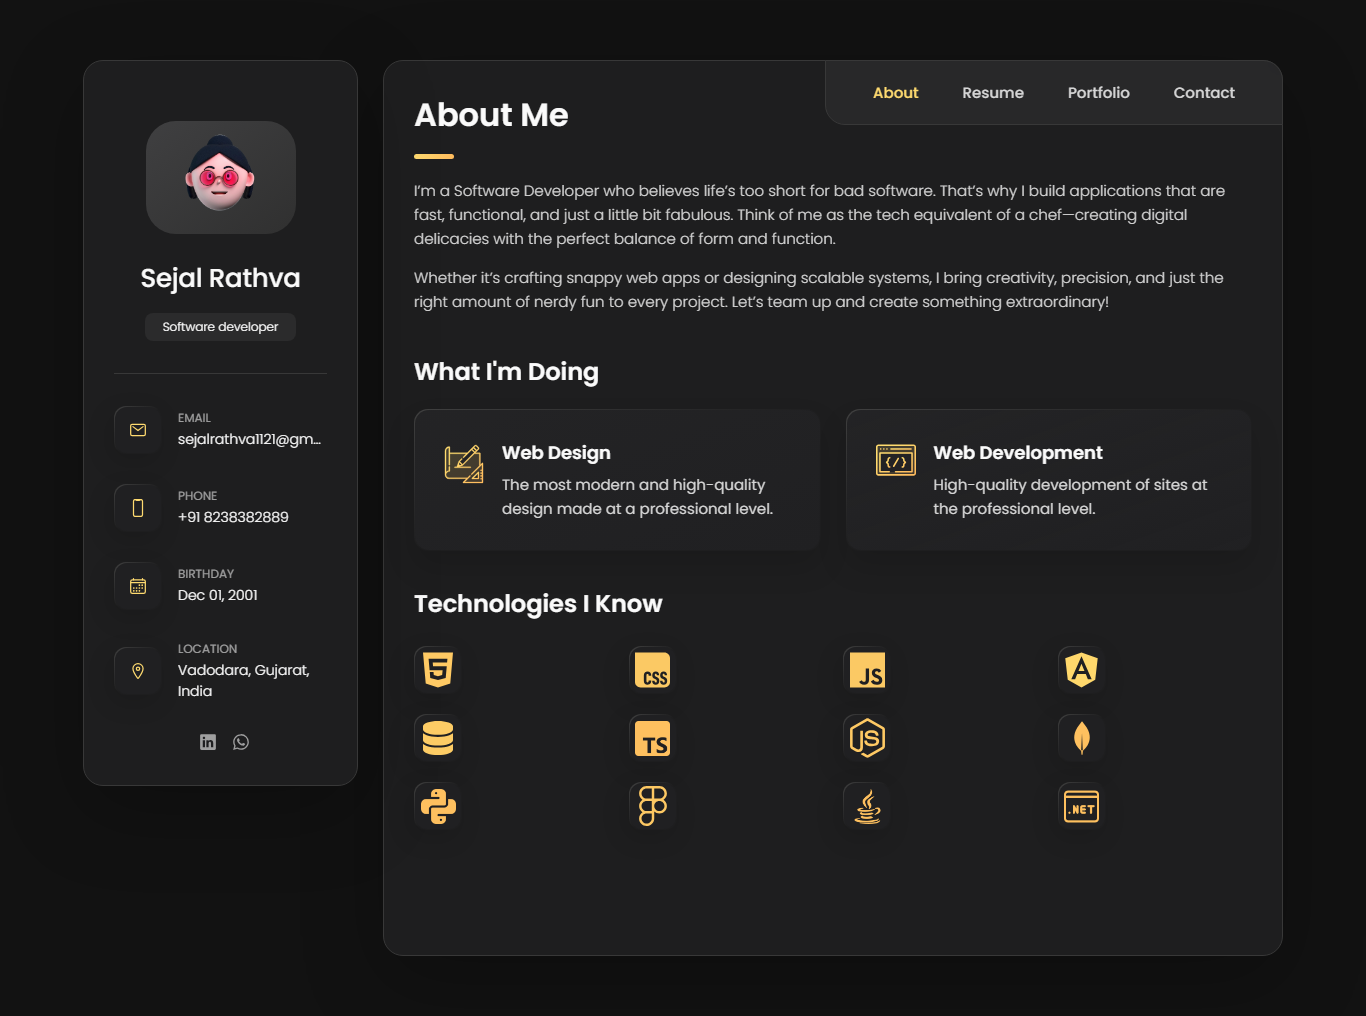 Sejal Rathva
Software developer
EMAIL
sejalrathva1121@gm...
PHONE
+91 8238382889
BIRTHDAY
Dec 01, 2001
LOCATION
Vadodara, Gujarat,
India
About
Resume
Portfolio
Contact
About Me
I’m a Software Developer who believes life’s too short for bad software. That’s why I build applications that are
fast, functional, and just a little bit fabulous. Think of me as the tech equivalent of a chef—creating digital
delicacies with the perfect balance of form and function.
Whether it’s crafting snappy web apps or designing scalable systems, I bring creativity, precision, and just the
right amount of nerdy fun to every project. Let’s team up and create something extraordinary!
What I'm Doing
Web Design
The most modern and high-quality
design made at a professional level.
Web Development
High-quality development of sites at
the professional level.
Technologies I Know
5
CSS
JS
A
TS
JS
.NET